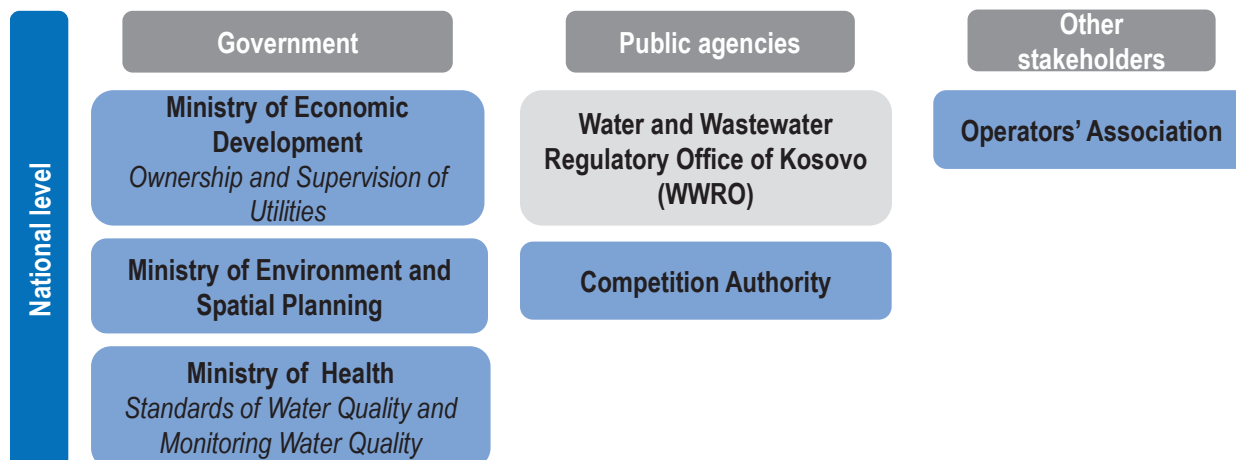 National level
Government
Ministry of Economic
Development
Ownership and Supervision of
Utilities
Ministry of Environment and
Spatial Planning
Ministry of Health
Standards of Water Quality and
Monitoring Water Quality
Public agencies
Water and Wastewater
Regulatory Office of Kosovo
(WWRO)
Competition Authority
Other
stakeholders
Operators' Association